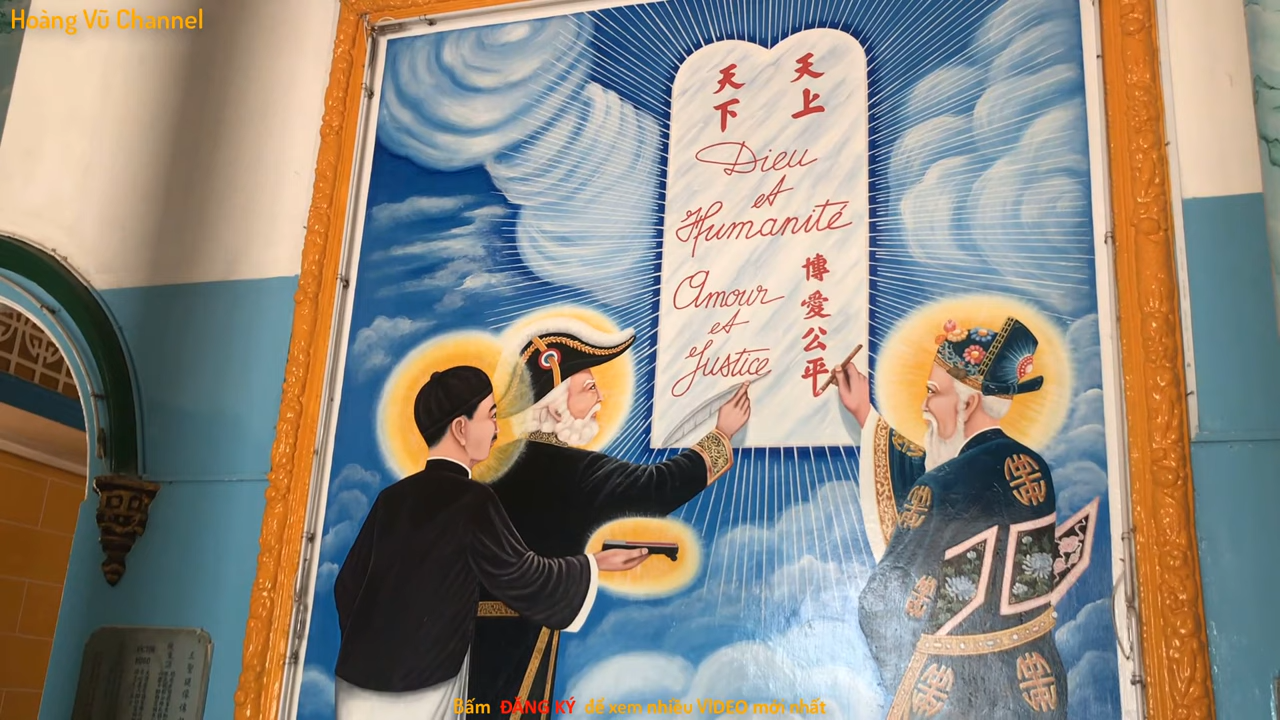 Hoàng Vũ Channel
天上
天下
Dieu
et
Humanité
Amour
et
Justice
博愛公平
Bấm ĐĂNG KÝ để xem nhiều VIDEO mới nhất